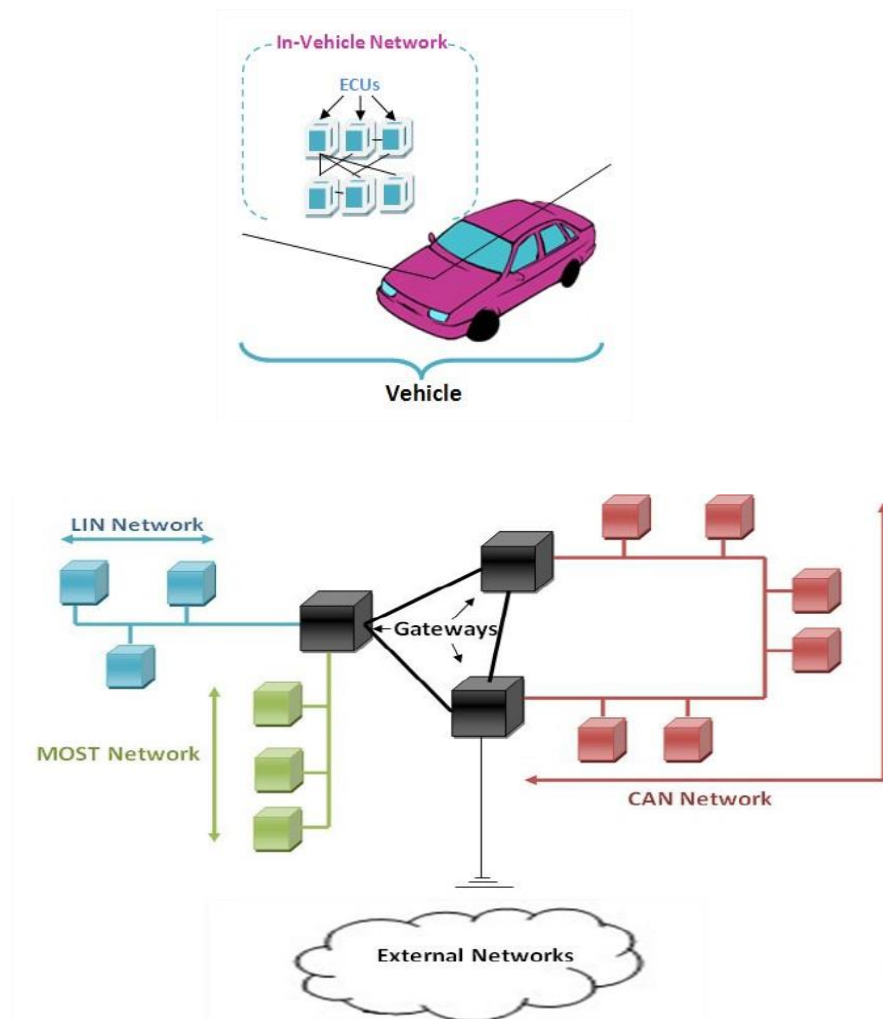 In-Vehicle Network
ECUs
Vehicle
LIN Network
Gateways
MOST Network
CAN Network
External Networks